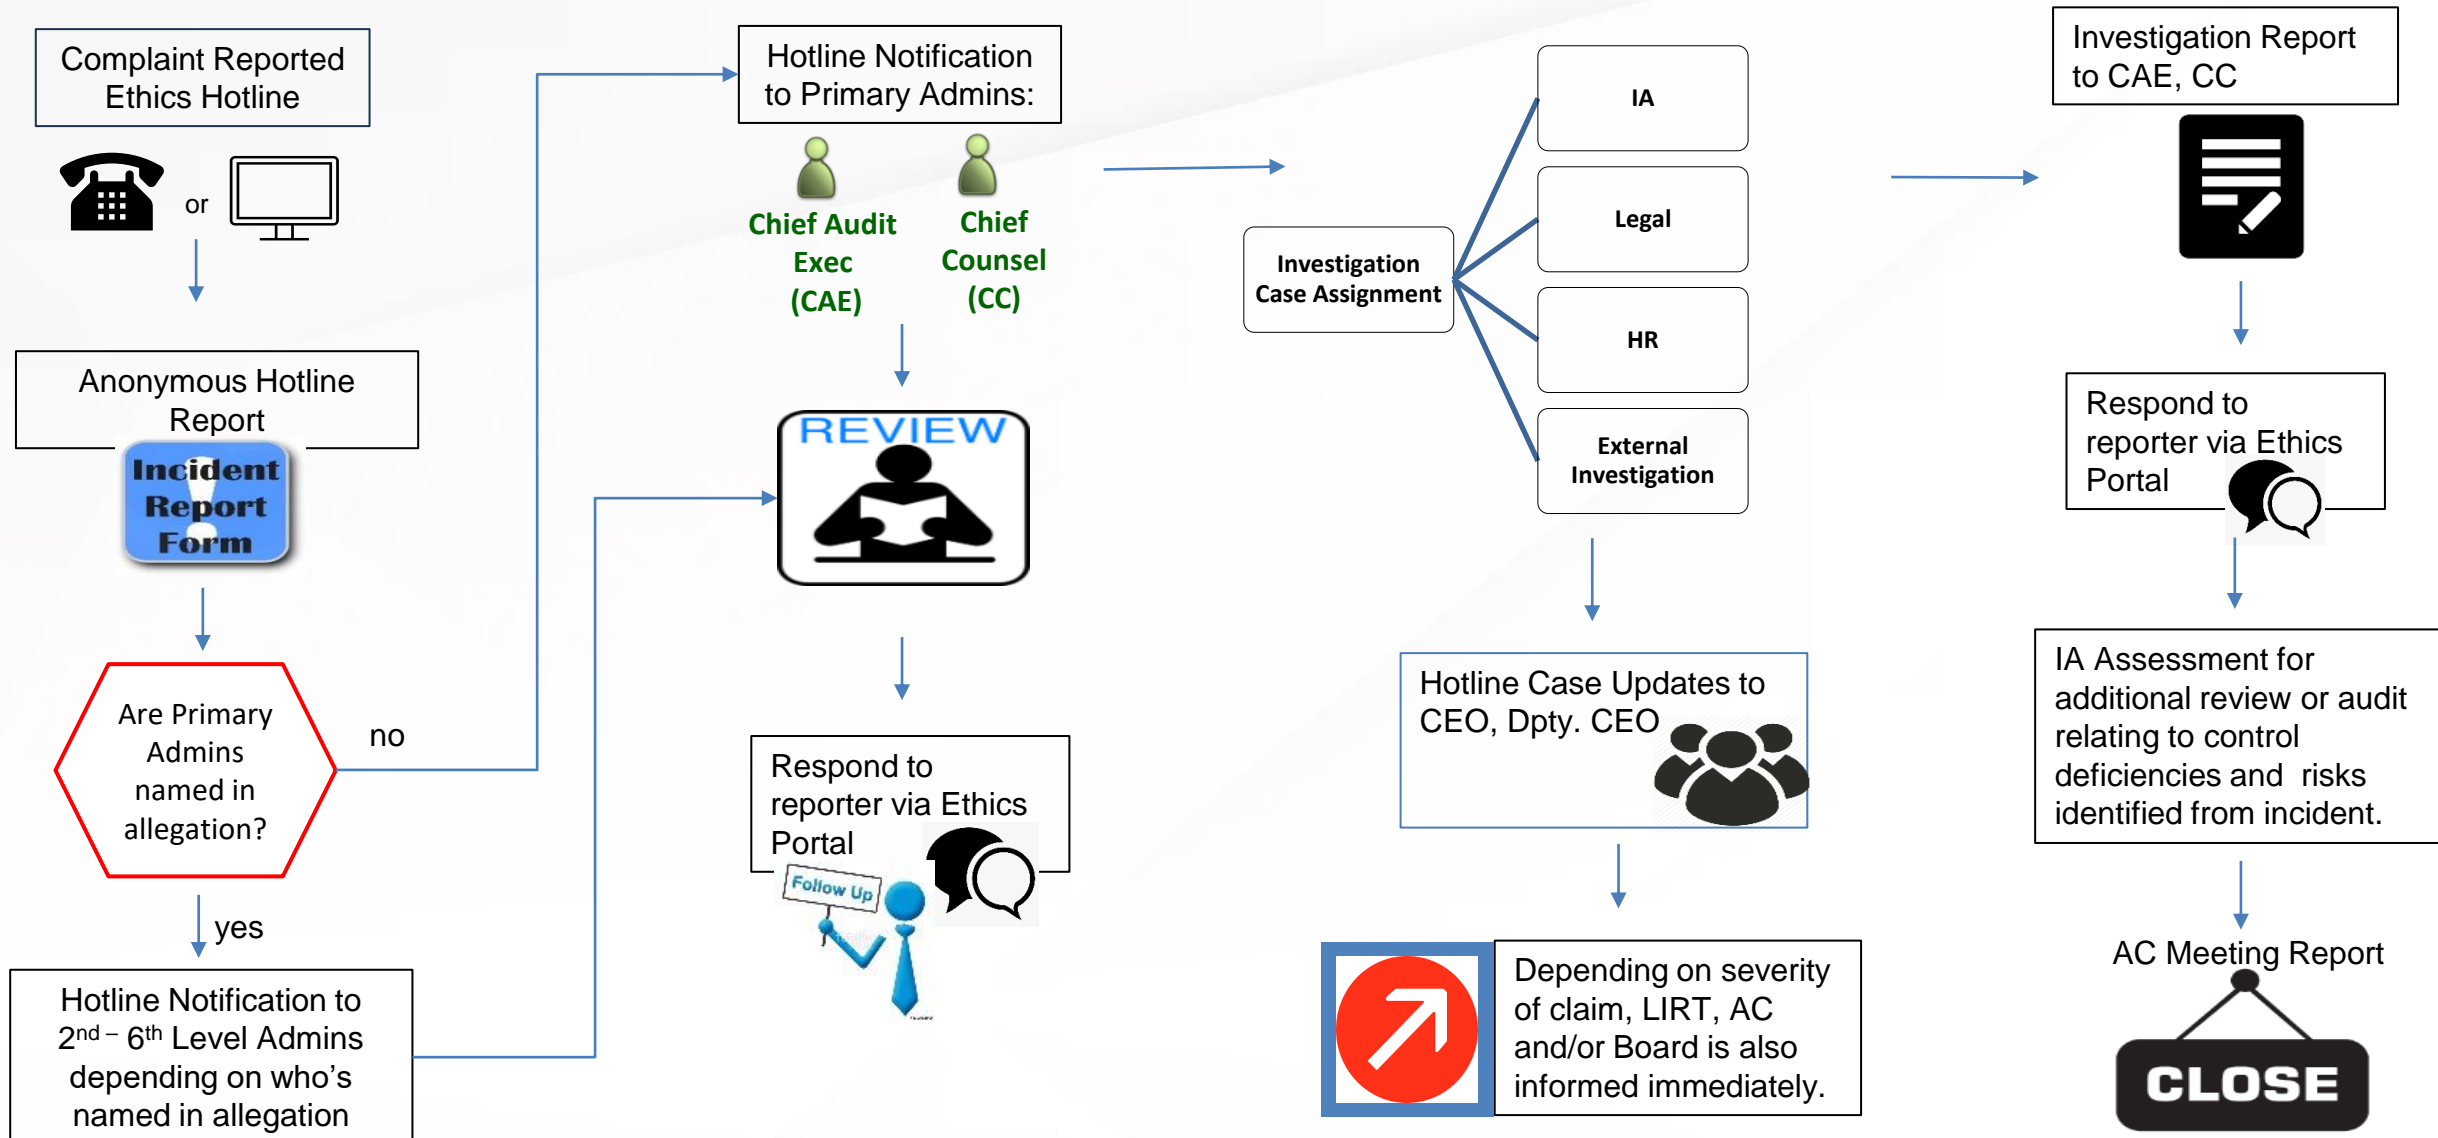 Complaint Reported
Ethics Hotline
or
Anonymous Hotline
Report
Incident
Report
Form
Are Primary
Admins
named in
allegation?
no
yes
Hotline Notification to
2nd – 6th Level Admins
depending on who's
named in allegation
Hotline Notification
to Primary Admins:
Chief Audit
Exec
(CAE)
Chief
Counsel
(CC)
REVIEW
Respond to
reporter via Ethics
Portal
Follow Up
Investigation
Case Assignment
IA
Legal
HR
External
Investigation
Hotline Case Updates to
CEO, Dpty. CEO
Depending on severity
of claim, LIRT, AC
and/or Board is also
informed immediately.
Investigation Report
to CAE, CC
Respond to
reporter via Ethics
Portal
IA Assessment for
additional review or audit
relating to control
deficiencies and  risks
identified from incident.
AC Meeting Report
CLOSE